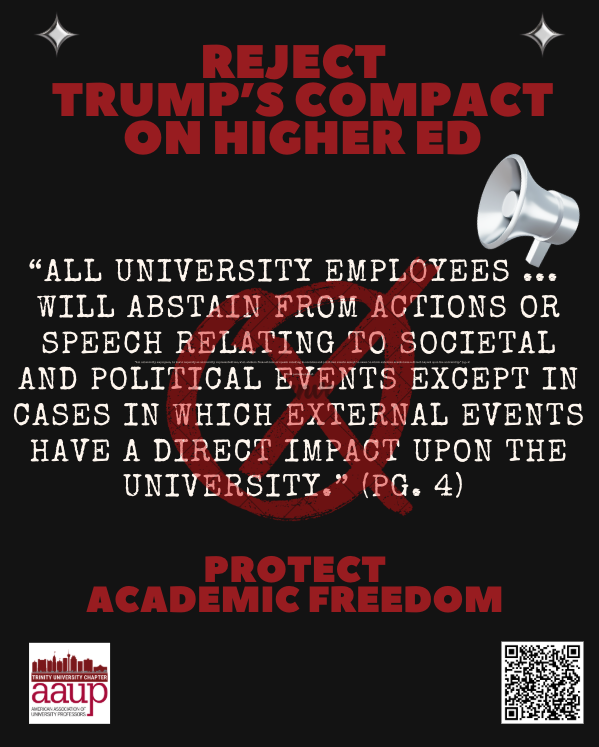 REJECT
TRUMP'S COMPACT
ON HIGHER ED
“ALL UNIVERSITY EMPLOYEES ...
WILL ABSTAIN FROM ACTIONS OR
SPEECH RELATING TO SOCIETAL
AND POLITICAL EVENTS EXCEPT IN
CASES IN WHICH EXTERNAL EVENTS
HAVE A DIRECT IMPACT UPON THE
UNIVERSITY.” (PG. 4)
PROTECT
ACADEMIC FREEDOM
TRINITY UNIVERSITY CHAPTER
aaup
AMERICAN ASSOCIATION OF
UNIVERSITY PROFESSORS